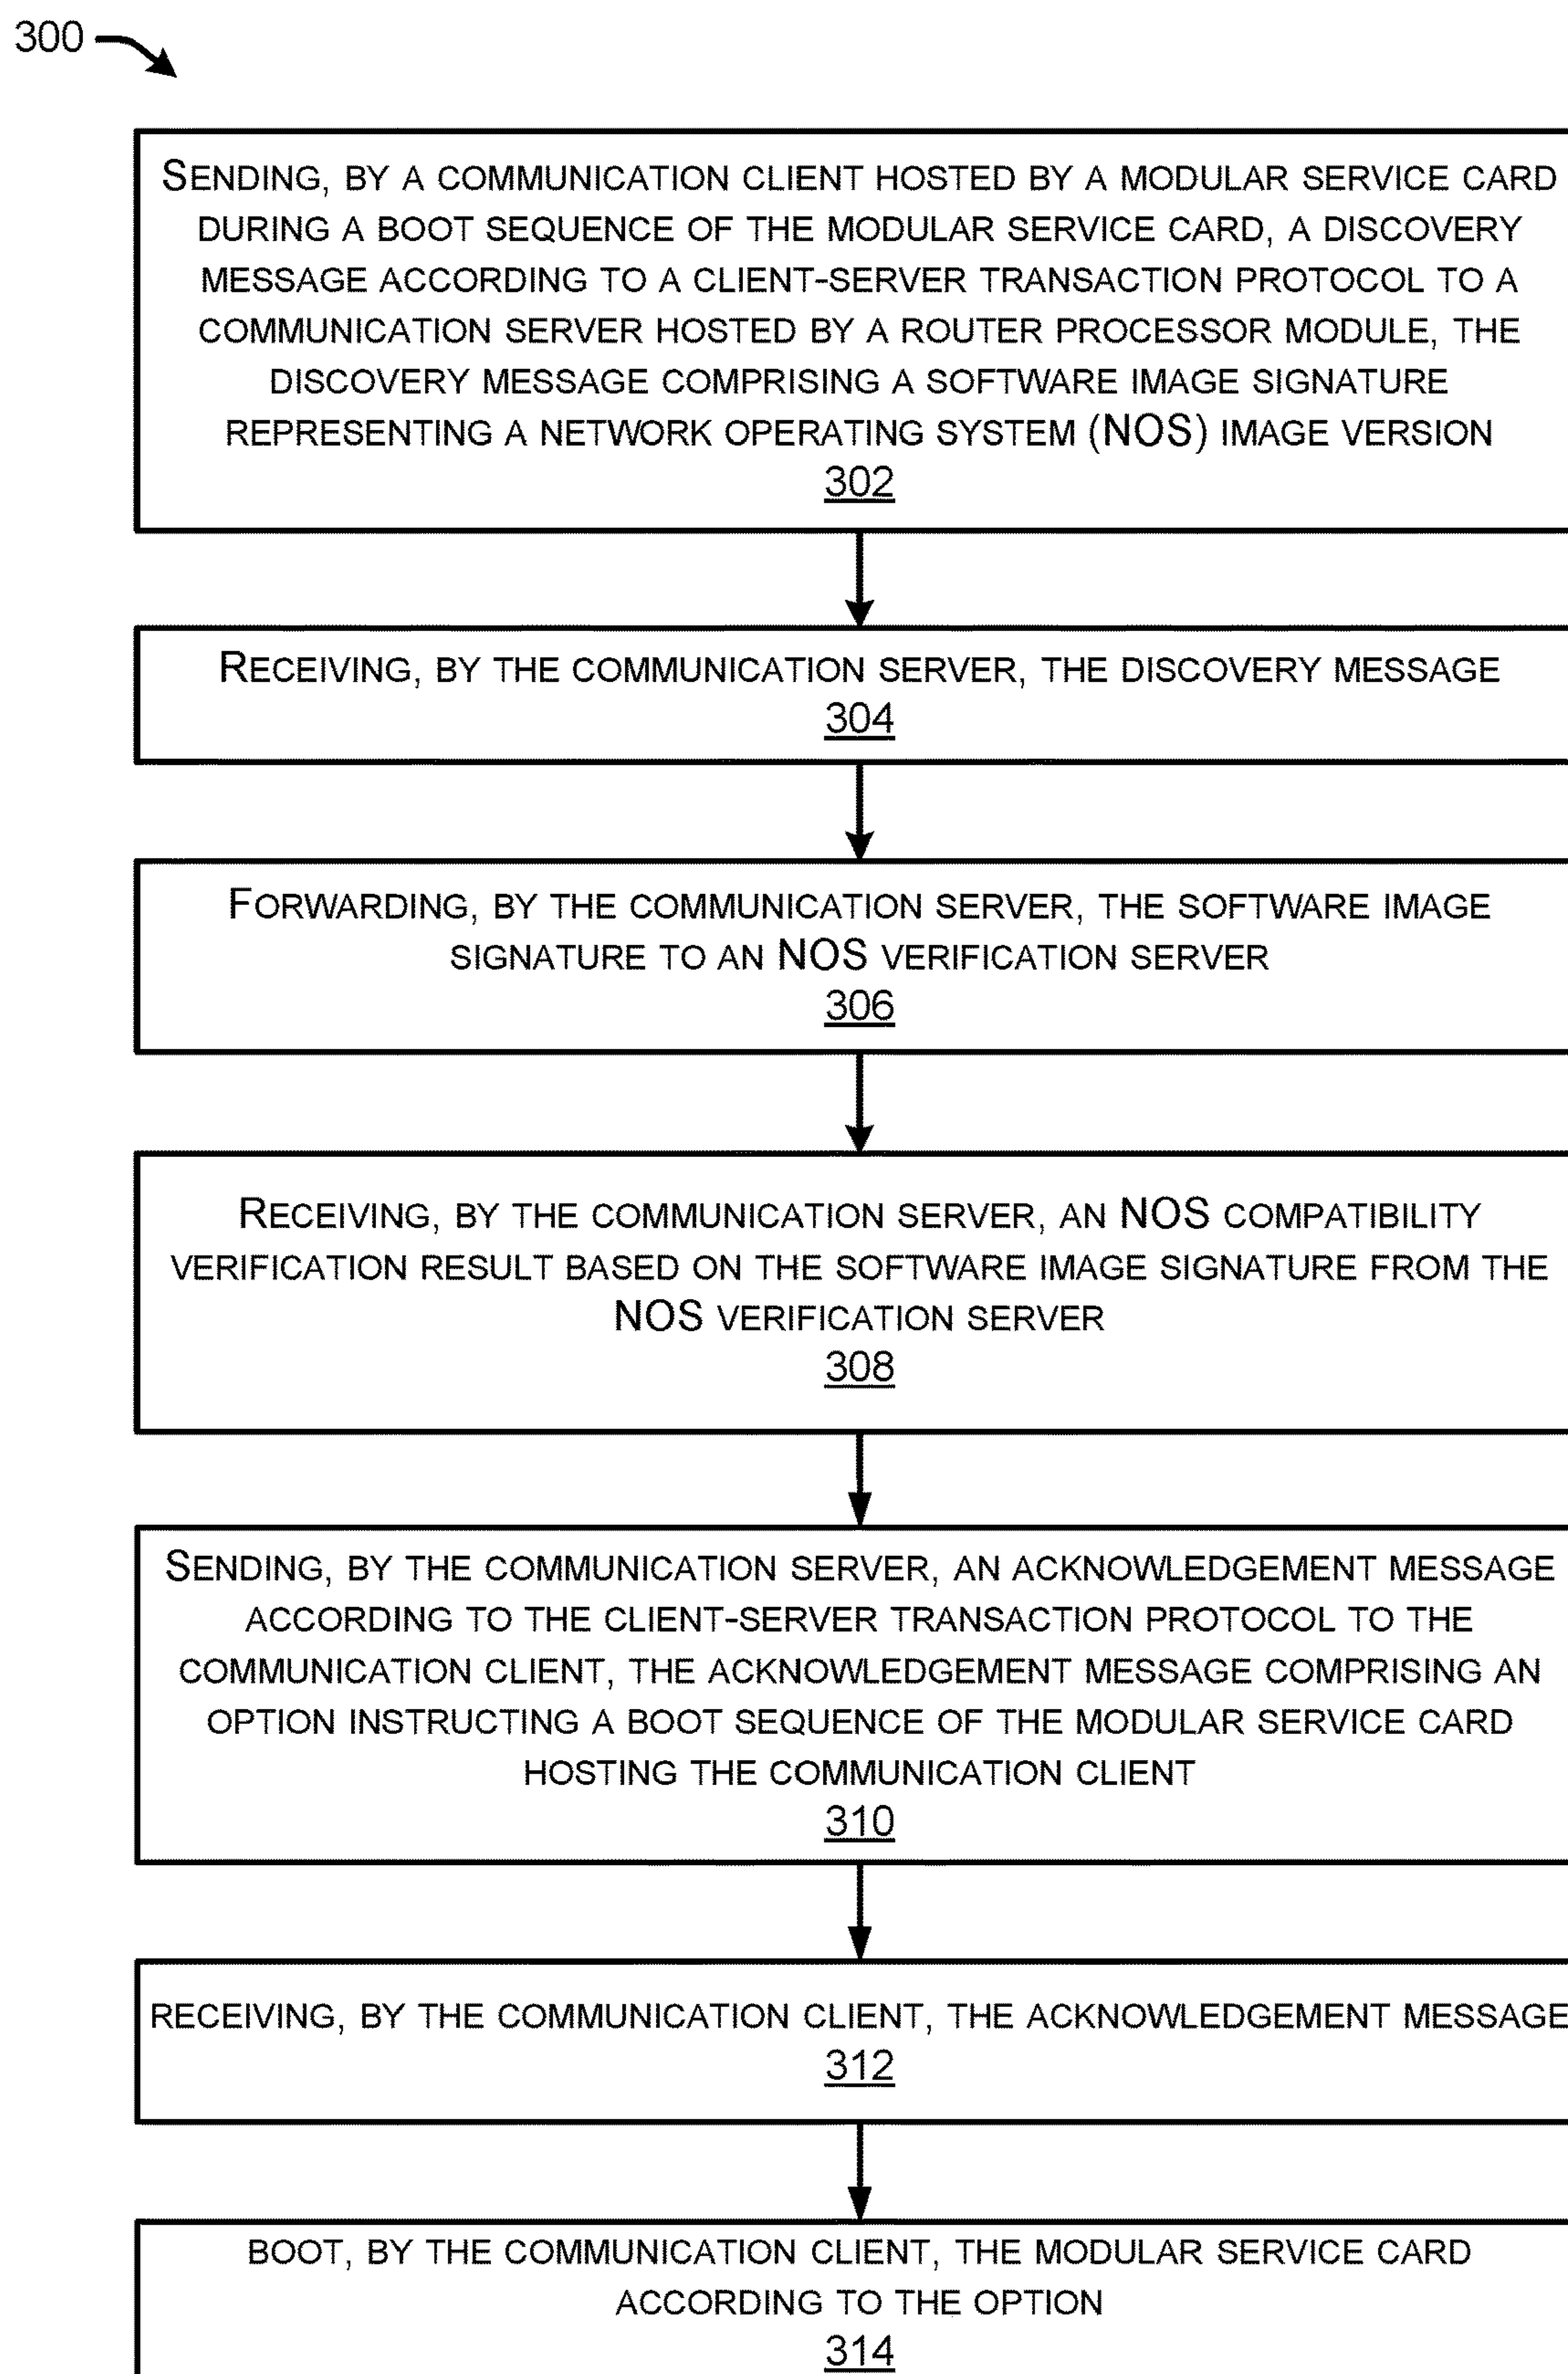 300
SENDING, BY A COMMUNICATION CLIENT HOSTED BY A MODULAR SERVICE CARD
DURING A BOOT SEQUENCE OF THE MODULAR SERVICE CARD, A DISCOVERY
MESSAGE ACCORDING TO A CLIENT-SERVER TRANSACTION PROTOCOL TO A
COMMUNICATION SERVER HOSTED BY A ROUTER PROCESSOR MODULE, THE
DISCOVERY MESSAGE COMPRISING A SOFTWARE IMAGE SIGNATURE
REPRESENTING A NETWORK OPERATING SYSTEM (NOS) IMAGE VERSION
302
RECEIVING, BY THE COMMUNICATION SERVER, THE DISCOVERY MESSAGE
304
FORWARDING, BY THE COMMUNICATION SERVER, THE SOFTWARE IMAGE
SIGNATURE TO AN NOS VERIFICATION SERVER
306
RECEIVING, BY THE COMMUNICATION SERVER, AN NOS COMPATIBILITY
VERIFICATION RESULT BASED ON THE SOFTWARE IMAGE SIGNATURE FROM THE
NOS VERIFICATION SERVER
308
SENDING, BY THE COMMUNICATION SERVER, AN ACKNOWLEDGEMENT MESSAGE
ACCORDING TO THE CLIENT-SERVER TRANSACTION PROTOCOL TO THE
COMMUNICATION CLIENT, THE ACKNOWLEDGEMENT MESSAGE COMPRISING AN
OPTION INSTRUCTING A BOOT SEQUENCE OF THE MODULAR SERVICE CARD
HOSTING THE COMMUNICATION CLIENT
310
RECEIVING, BY THE COMMUNICATION CLIENT, THE ACKNOWLEDGEMENT MESSAGE
312
BOOT, BY THE COMMUNICATION CLIENT, THE MODULAR SERVICE CARD
ACCORDING TO THE OPTION
314